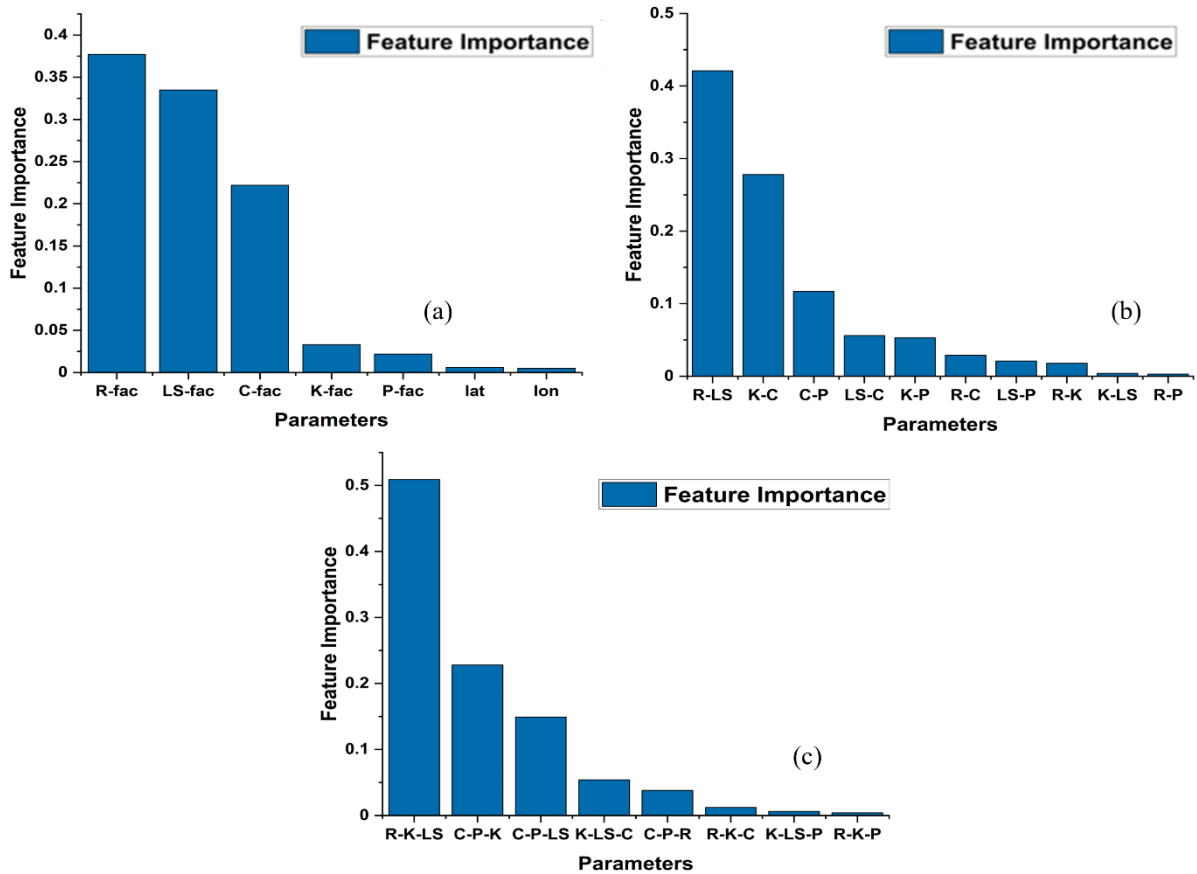 Feature Importance
0.4
0.35
0.3
0.25
0.2
0.15
0.1
0.05
0
Feature Importance
(a)
R-fac LS-fac C-fac K-fac P-fac lat lon
Parameters
Feature Importance
0.5
0.4
0.3
0.2
0.1
0
Feature Importance
(b)
R-LS K-C C-P LS-C K-P R-C LS-P R-K K-LS R-P
Parameters
Feature Importance
0.5
0.4
0.3
0.2
0.1
0
Feature Importance
(c)
R-K-LS C-P-K C-P-LS K-LS-C C-P-R R-K-C K-LS-P R-K-P
Parameters